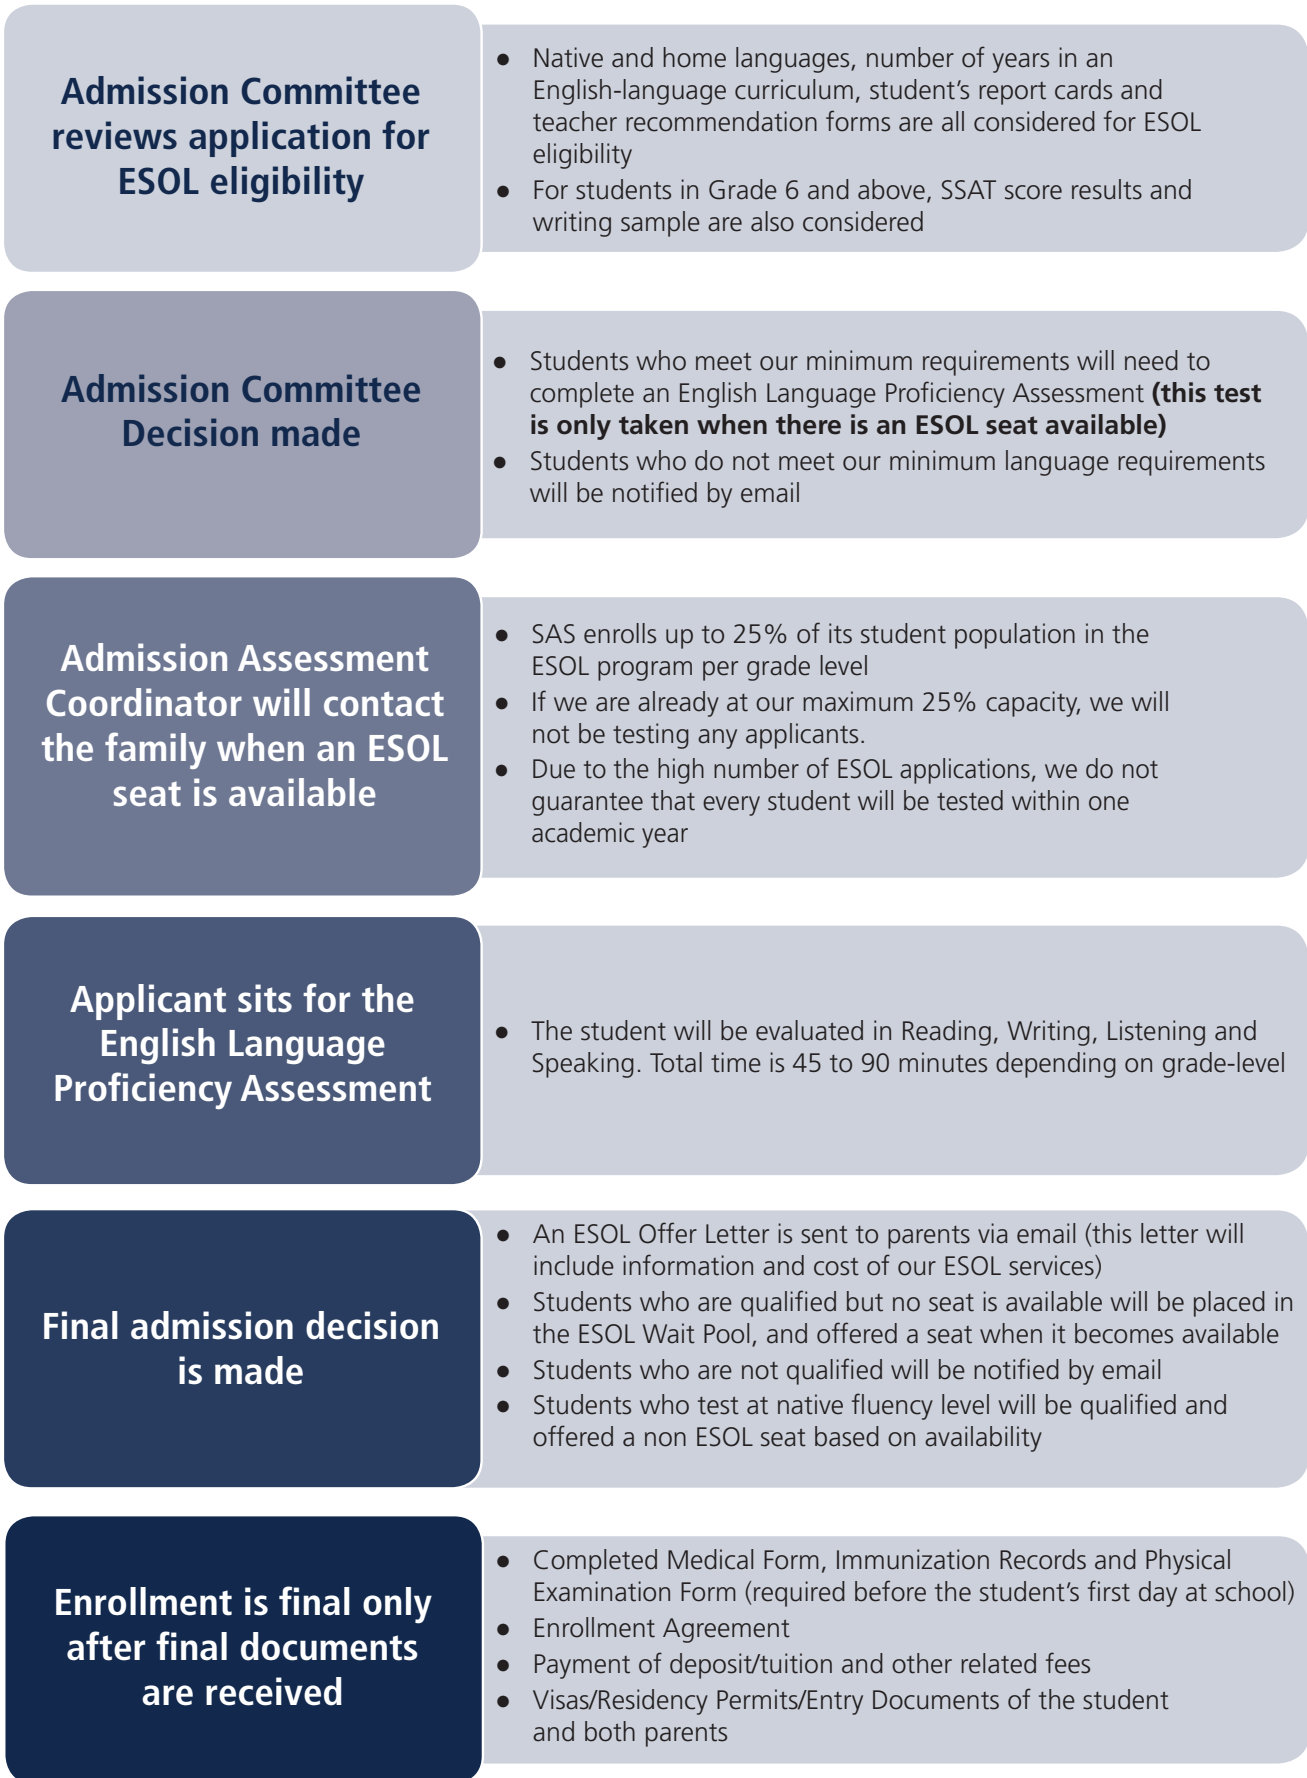 Admission Committee
reviews application for
ESOL eligibility
● Native and home languages, number of years in an
English-language curriculum, student’s report cards and
teacher recommendation forms are all considered for ESOL
eligibility
● For students in Grade 6 and above, SSAT score results and
writing sample are also considered
Admission Committee
Decision made
● Students who meet our minimum requirements will need to
complete an English Language Proficiency Assessment (this test
is only taken when there is an ESOL seat available)
● Students who do not meet our minimum language requirements
will be notified by email
Admission Assessment
Coordinator will contact
the family when an ESOL
seat is available
● SAS enrolls up to 25% of its student population in the
ESOL program per grade level
● If we are already at our maximum 25% capacity, we will
not be testing any applicants.
● Due to the high number of ESOL applications, we do not
guarantee that every student will be tested within one
academic year
Applicant sits for the
English Language
Proficiency Assessment
● The student will be evaluated in Reading, Writing, Listening and
Speaking. Total time is 45 to 90 minutes depending on grade-level
Final admission decision
is made
● An ESOL Offer Letter is sent to parents via email (this letter will
include information and cost of our ESOL services)
● Students who are qualified but no seat is available will be placed in
the ESOL Wait Pool, and offered a seat when it becomes available
● Students who are not qualified will be notified by email
● Students who test at native fluency level will be qualified and
offered a non ESOL seat based on availability
Enrollment is final only
after final documents
are received
● Completed Medical Form, Immunization Records and Physical
Examination Form (required before the student’s first day at school)
● Enrollment Agreement
● Payment of deposit/tuition and other related fees
● Visas/Residency Permits/Entry Documents of the student
and both parents